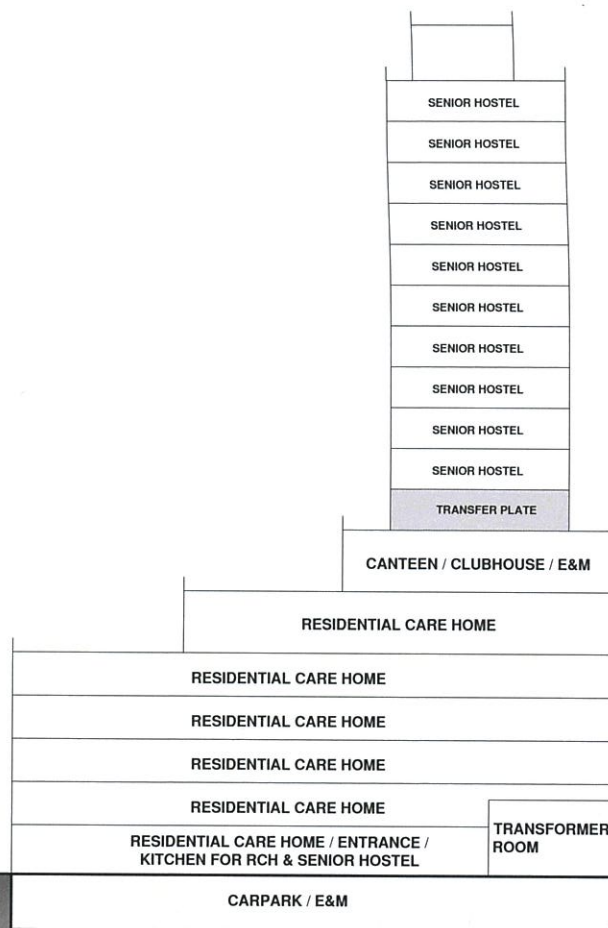 SENIOR HOSTEL
SENIOR HOSTEL
SENIOR HOSTEL
SENIOR HOSTEL
SENIOR HOSTEL
SENIOR HOSTEL
SENIOR HOSTEL
SENIOR HOSTEL
SENIOR HOSTEL
SENIOR HOSTEL
TRANSFER PLATE
CANTEEN / CLUBHOUSE / E&M
RESIDENTIAL CARE HOME
RESIDENTIAL CARE HOME
RESIDENTIAL CARE HOME
RESIDENTIAL CARE HOME
RESIDENTIAL CARE HOME
RESIDENTIAL CARE HOME / ENTRANCE /
KITCHEN FOR RCH & SENIOR HOSTEL
TRANSFORMER
ROOM
CARPARK / E&M